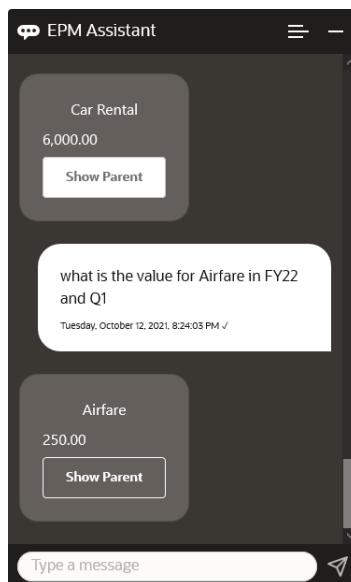 EPM Assistant
Car Rental
6,000.00
Show Parent
what is the value for Airfare in FY22
and Q1
Tuesday, October 12, 2021, 8:24:03 PM ✓
Airfare
250.00
Show Parent
Type a message